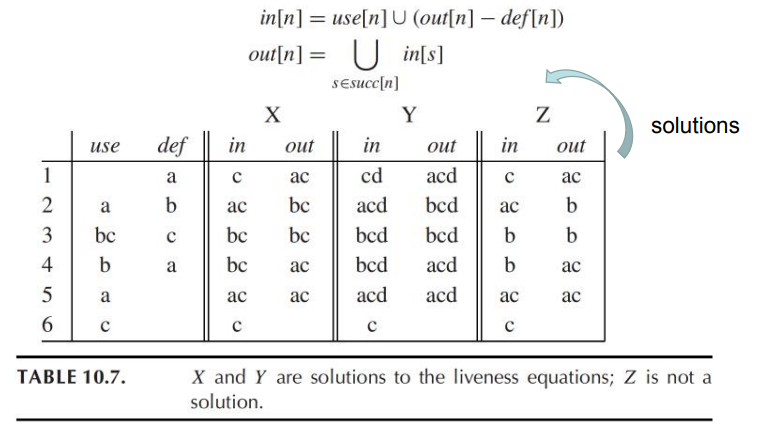 in[n] = use[n] ∪ (out[n] − def[n])
out[n] = ⋃ in[s]
s∈succ[n]
solutions
X Y Z
use def in out in out in out
1 a c ac cd acd c ac
2 a b ac bc acd bcd ac b
3 bc c bc bc bcd bcd b b
4 b a bc ac bcd acd b ac
5 a ac ac acd acd ac ac
6 c c c c
TABLE 10.7. X and Y are solutions to the liveness equations; Z is not a
solution.